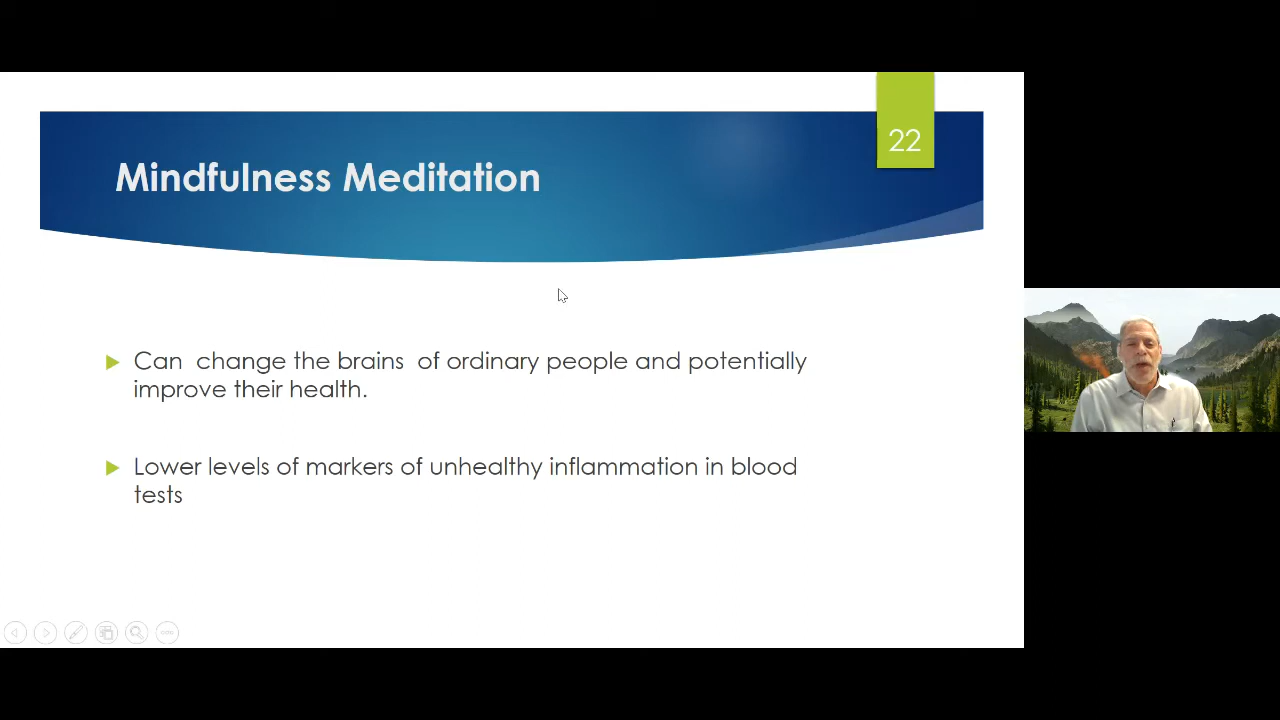 22
Mindfulness Meditation
Can change the brains of ordinary people and potentially
improve their health.
Lower levels of markers of unhealthy inflammation in blood
tests